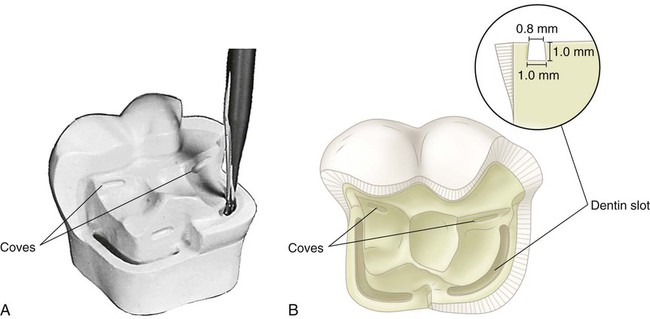 0.8 mm
1.0 mm
1.0 mm
Coves
Coves
Dentin slot
A
B